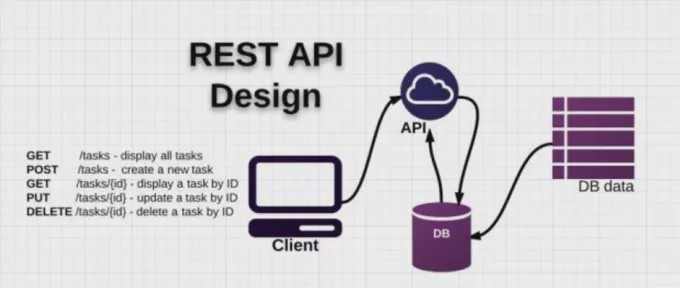 REST API
Design
GET /tasks - display all tasks
POST /tasks - create a new task
GET /tasks/{id} - display a task by ID
PUT /tasks/{id} - update a task by ID
DELETE /tasks/{id} - delete a task by ID
Client
API
DB
DB data